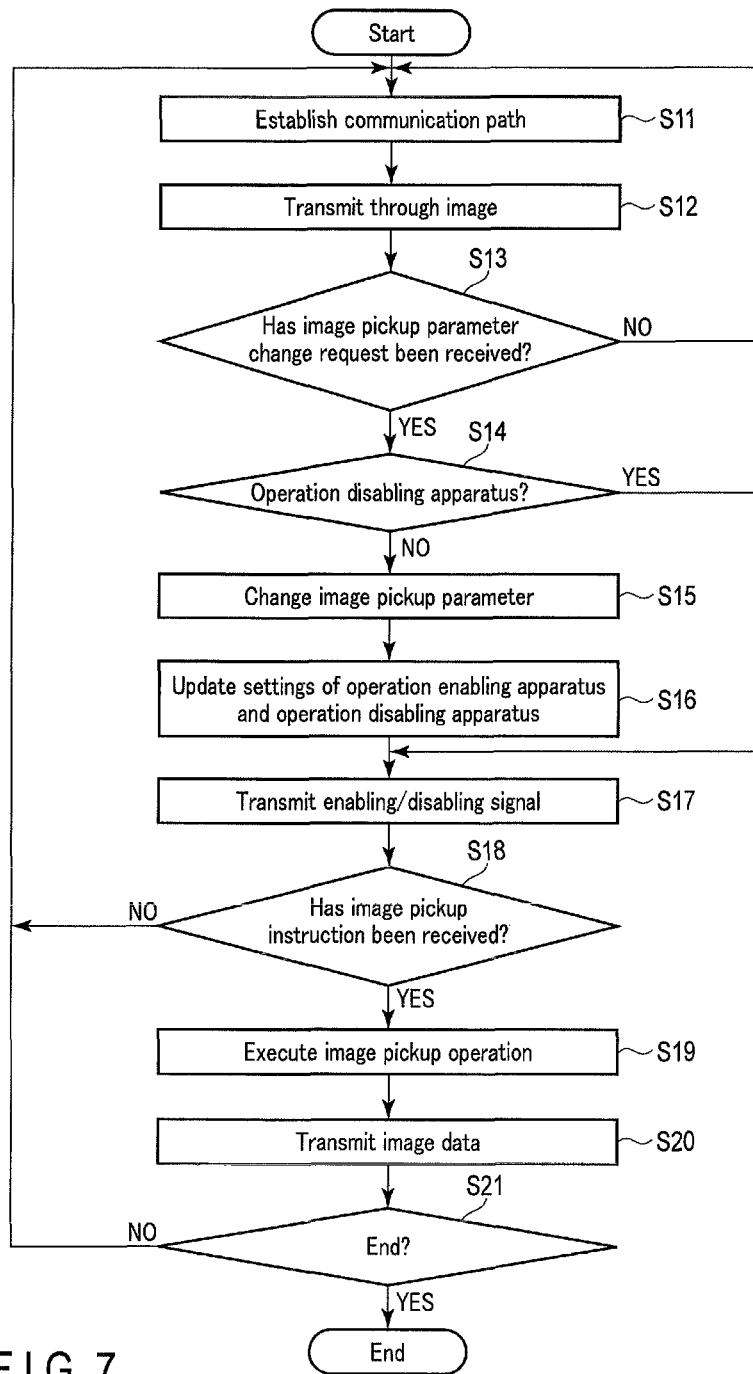 Start
Establish communication path
S11
Transmit through image
S12
S13
Has image pickup parameter
change request been received?
NO
YES
S14
Operation disabling apparatus?
YES
NO
Change image pickup parameter
S15
Update settings of operation enabling apparatus
and operation disabling apparatus
S16
Transmit enabling/disabling signal
S17
S18
NO
Has image pickup
instruction been received?
YES
Execute image pickup operation
S19
Transmit image data
S20
S21
NO
End?
YES
End
FIG. 7